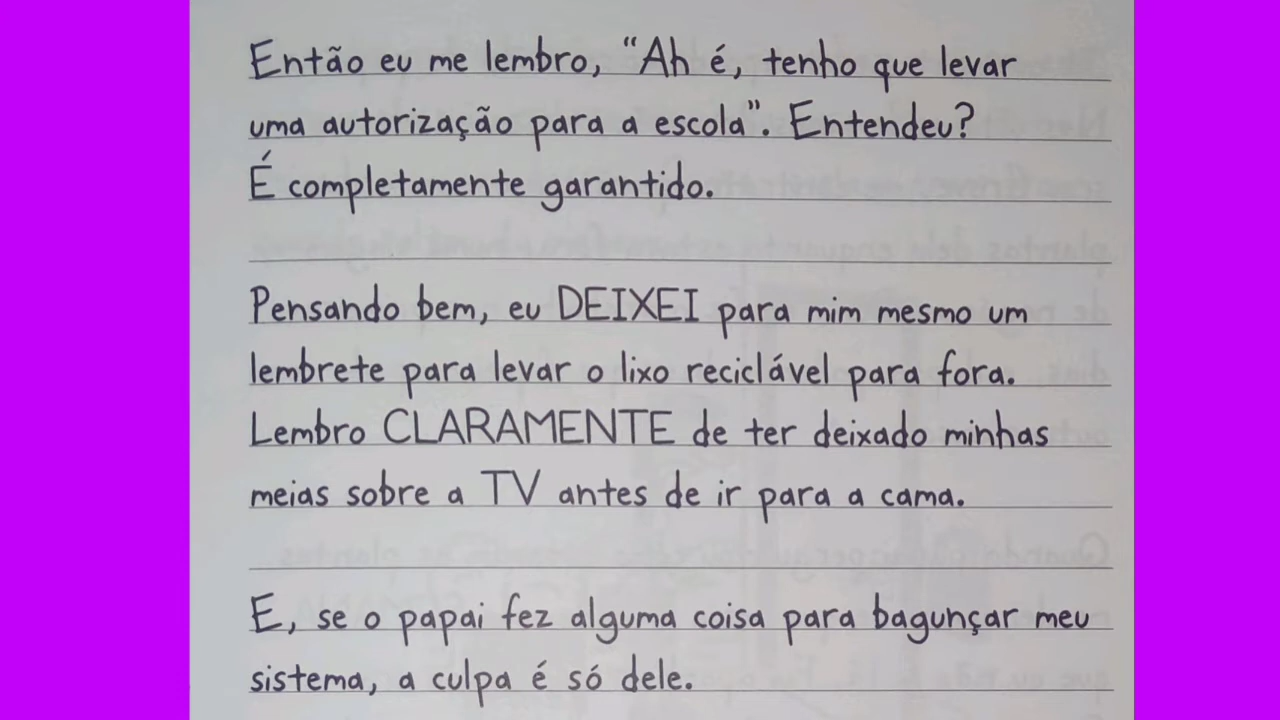 Então eu me lembro, “Ah é, tenho que levar
uma autorização para a escola”. Entendeu?
É completamente garantido.
Pensando bem, eu DEIXEI para mim mesmo um
lembrete para levar o lixo reciclável para fora.
Lembro CLARAMENTE de ter deixado minhas
meias sobre a TV antes de ir para a cama.
E, se o papai fez alguma coisa para bagunçar meu
sistema, a culpa é só dele.